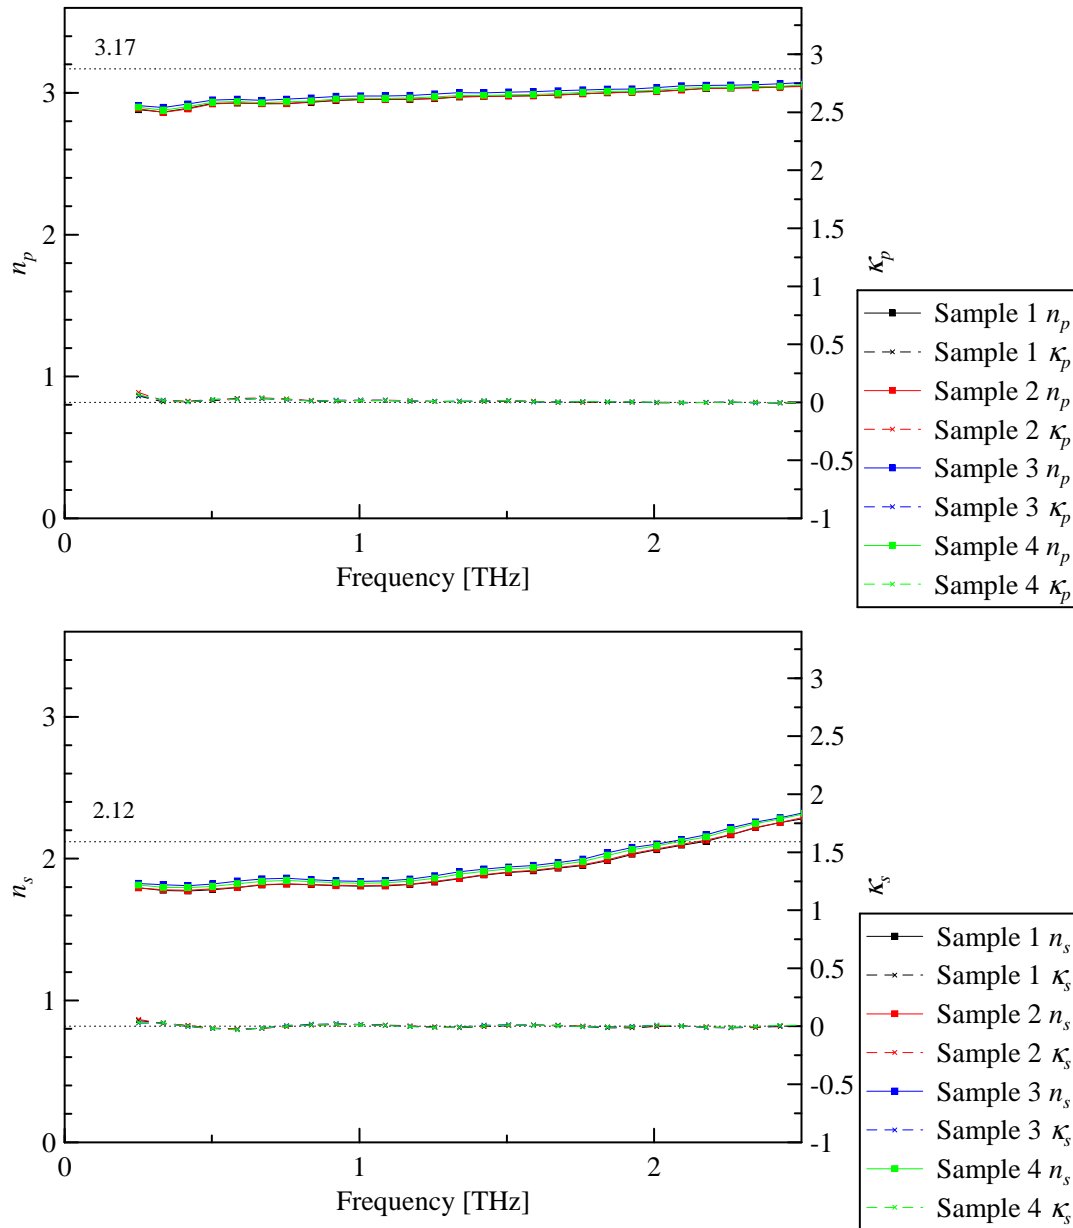 3.17
3
2
1
0
n_p
3
2.5
2
1.5
1
0.5
0
-0.5
-1
κ_p
0
1
2
Frequency [THz]
Sample 1 n_p
Sample 1 κ_p
Sample 2 n_p
Sample 2 κ_p
Sample 3 n_p
Sample 3 κ_p
Sample 4 n_p
Sample 4 κ_p
2.12
3
2
1
0
n_s
3
2.5
2
1.5
1
0.5
0
-0.5
-1
κ_s
0
1
2
Frequency [THz]
Sample 1 n_s
Sample 1 κ_s
Sample 2 n_s
Sample 2 κ_s
Sample 3 n_s
Sample 3 κ_s
Sample 4 n_s
Sample 4 κ_s